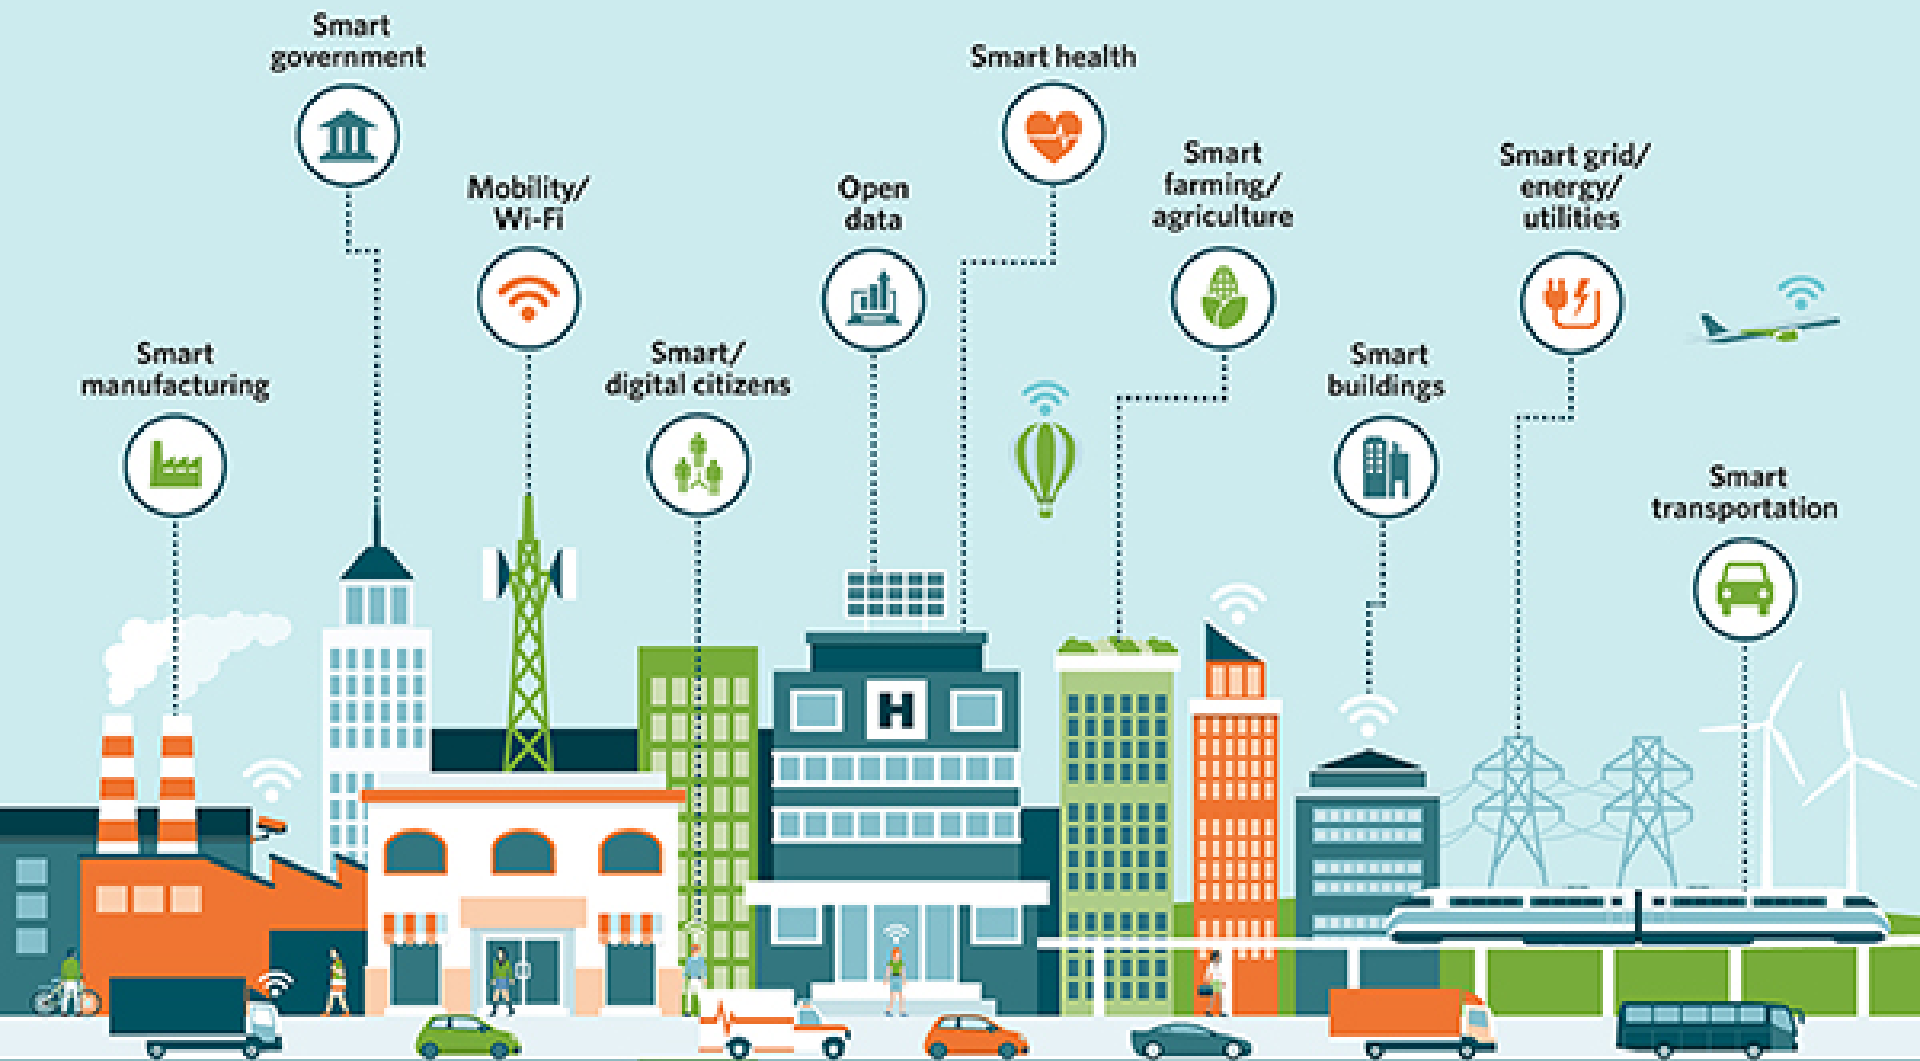 Smart
government
Smart health
Smart
farming/
agriculture
Smart grid/
energy/
utilities
Mobility/
Wi-Fi
Open
data
Smart
manufacturing
Smart/
digital citizens
Smart
buildings
Smart
transportation
H